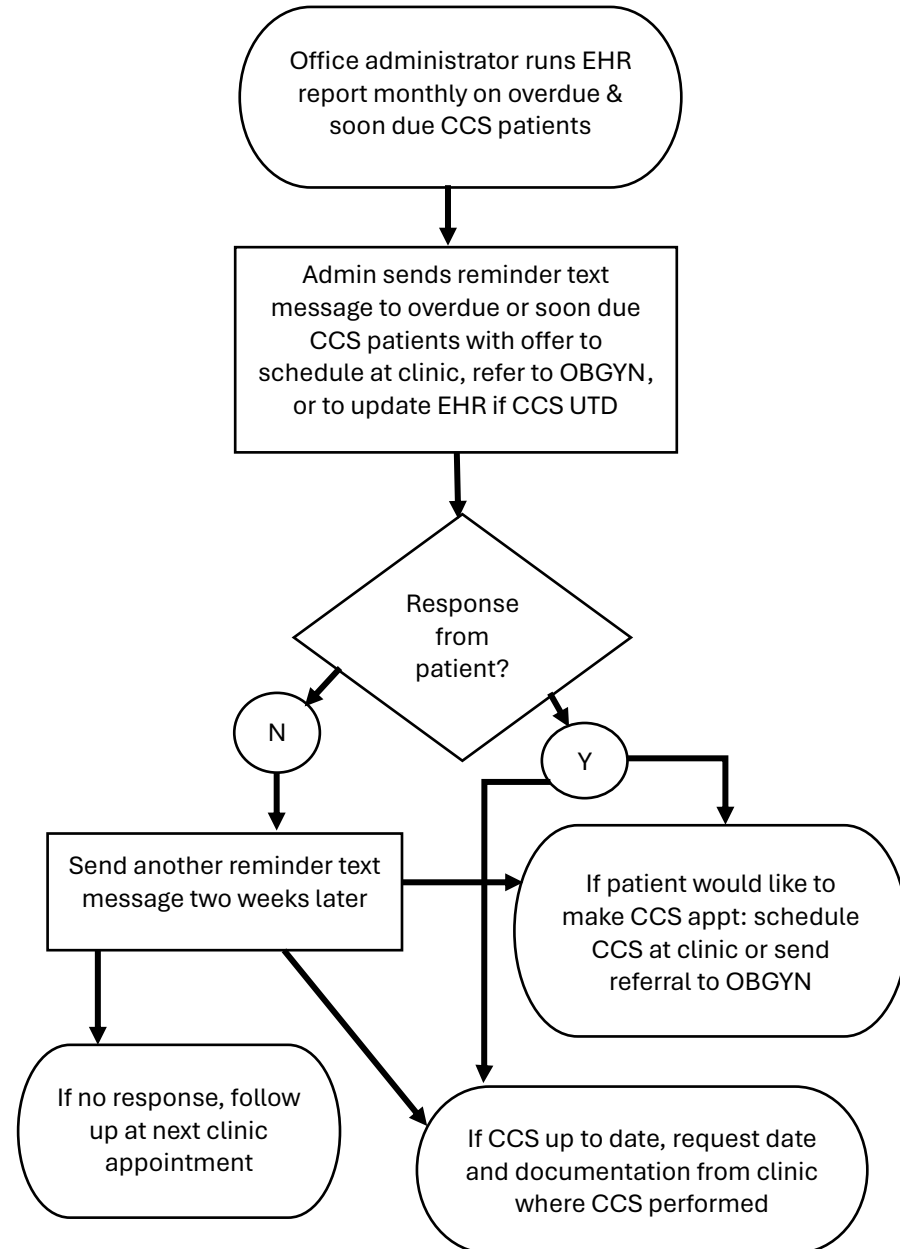 Office administrator runs EHR
report monthly on overdue &
soon due CCS patients
Admin sends reminder text
message to overdue or soon due
CCS patients with offer to
schedule at clinic, refer to OBGYN,
or to update EHR if CCS UTD
Response
from
patient?
N
Y
Send another reminder text
message two weeks later
If patient would like to
make CCS appt: schedule
CCS at clinic or send
referral to OBGYN
If no response, follow
up at next clinic
appointment
If CCS up to date, request date
and documentation from clinic
where CCS performed